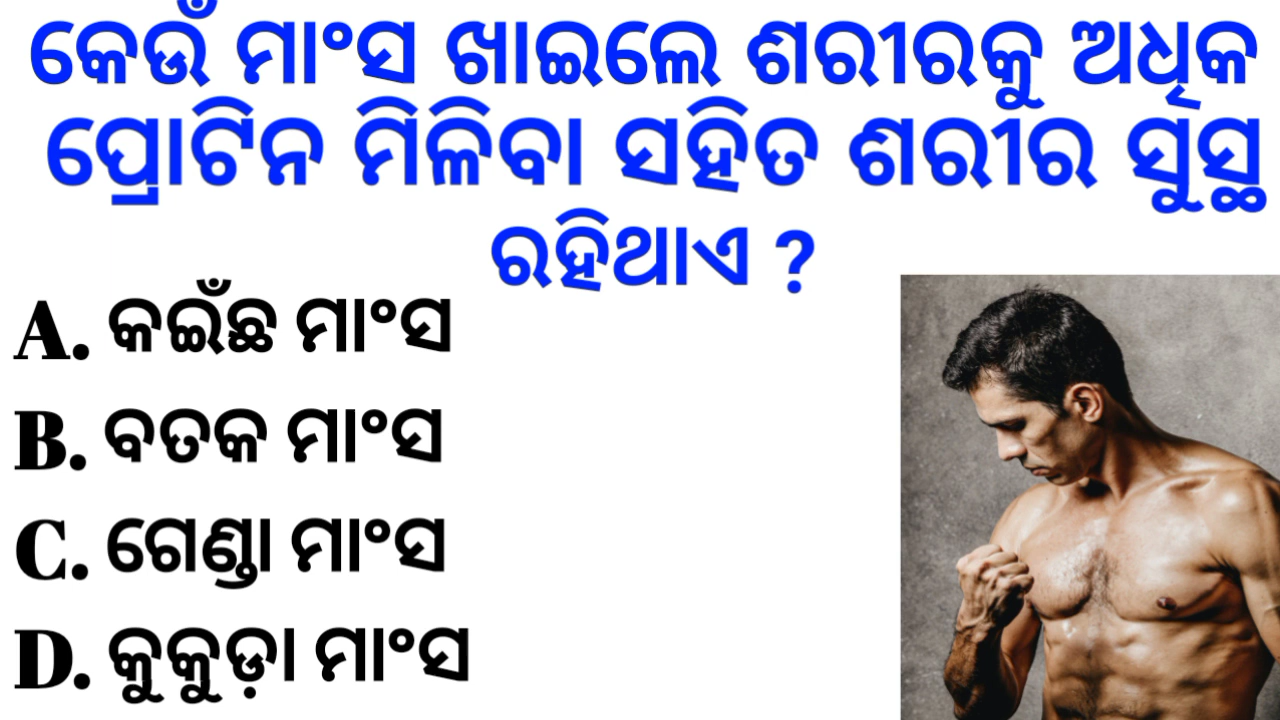 କେଉଁ ମାଂସ ଖାଇଲେ ଶରୀରକୁ ଅଧିକ
ପ୍ରୋଟିନ ମିଳିବା ସହିତ ଶରୀର ସୁସ୍ଥ
ରହିଥାଏ ?
A. କଇଁଛ ମାଂସ
B. ବତକ ମାଂସ
C. ଗେଣ୍ଡା ମାଂସ
D. କୁକୁଡ଼ା ମାଂସ